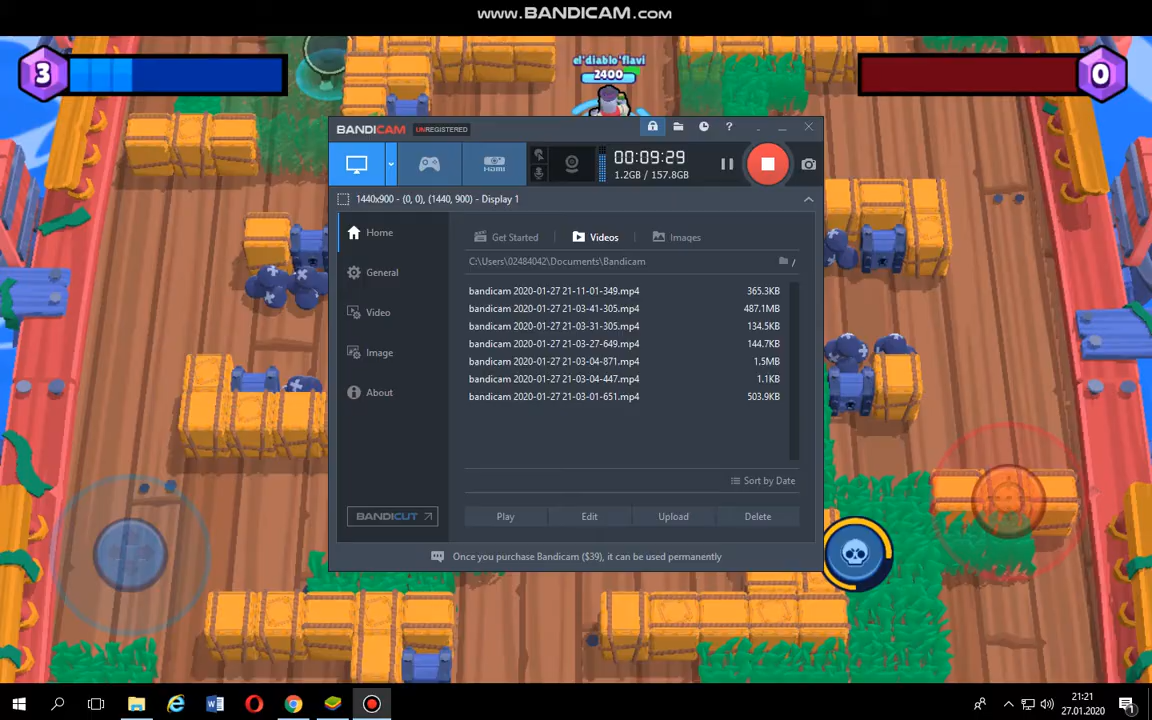 www.BANDICAM.com
3
0
el'diablo'flavi
2400
BANDICAM UNREGISTERED
?
HDMI
00:09:29
1.2GB / 157.8GB
1440x900 - (0, 0), (1440, 900) - Display 1
Home
General
Video
Image
About
BANDICUT
Get Started
Videos
Images
C:\Users\02484042\Documents\Bandicam
/
bandicam 2020-01-27 21-11-01-349.mp4 365.3KB
bandicam 2020-01-27 21-03-41-305.mp4 487.1MB
bandicam 2020-01-27 21-03-31-305.mp4 134.5KB
bandicam 2020-01-27 21-03-27-649.mp4 144.7KB
bandicam 2020-01-27 21-03-04-871.mp4 1.5MB
bandicam 2020-01-27 21-03-04-447.mp4 1.1KB
bandicam 2020-01-27 21-03-01-651.mp4 503.9KB
Sort by Date
Play Edit Upload Delete
Once you purchase Bandicam ($39), it can be used permanently
21:21
27.01.2020
1